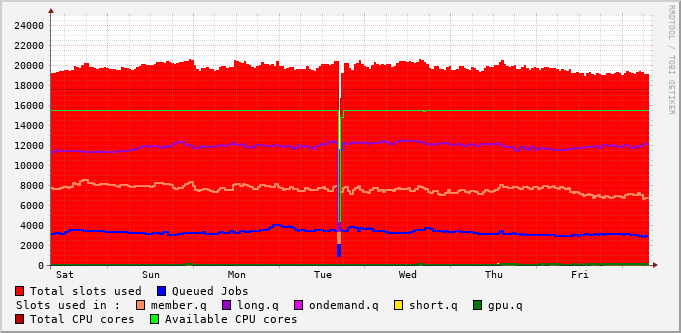 24000
22000
20000
18000
16000
14000
12000
10000
8000
6000
4000
2000
0
Sat Sun Mon Tue Wed Thu Fri
RRDTOOL / TOBI OETIKER
Total slots used Queued Jobs
Slots used in : member.q long.q ondemand.q short.q gpu.q
Total CPU cores Available CPU cores